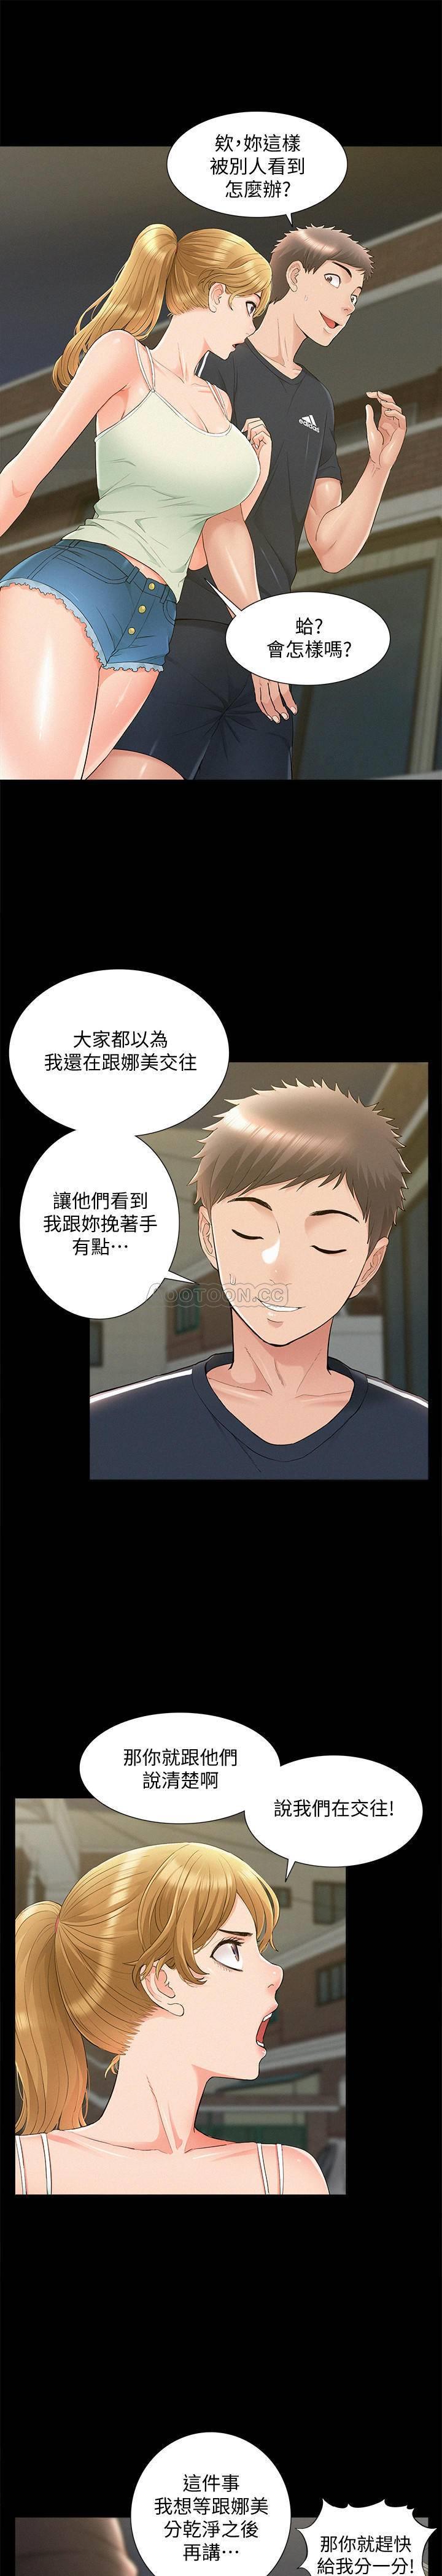 欸，妳這樣
被別人看到
怎麼辦?
adidas
蛤?
會怎樣嗎?
大家都以為
我還在跟娜美交往
讓他們看到
我跟妳挽著手
有點…
TOOTOON.CC
那你就跟他們
說清楚啊
說我們在交往!
這件事
我想等跟娜美
分乾淨之後
再講…
那你就趕快
給我分一分!